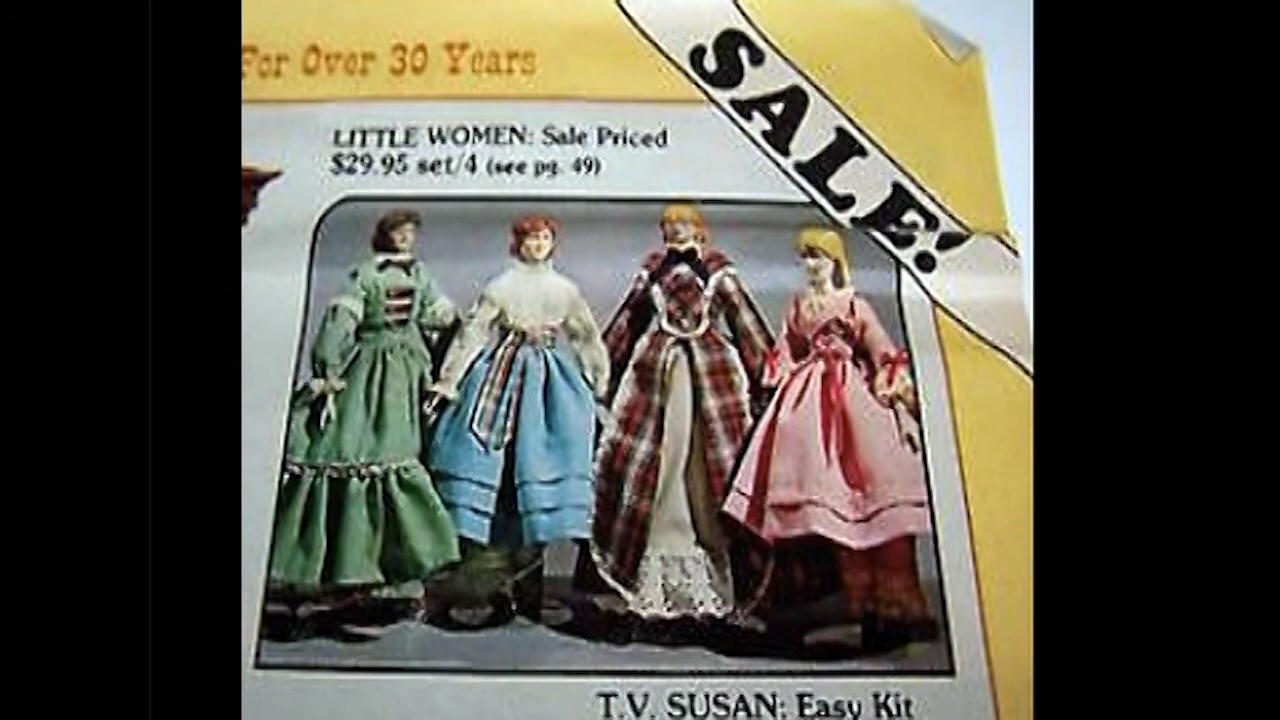 For Over 30 Years
SALE!
LITTLE WOMEN: Sale Priced
$29.95 set/4 (see pg. 49)
T.V. SUSAN: Easy Kit